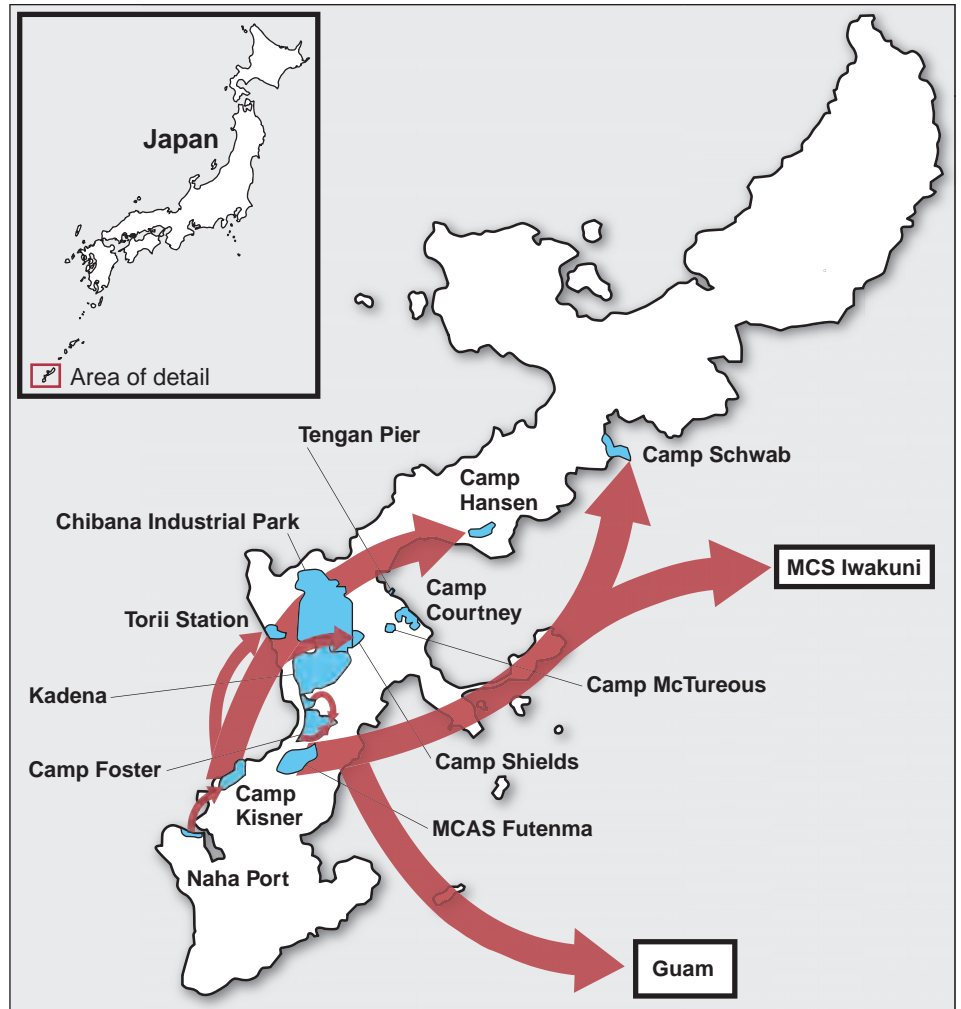 Japan
Area of detail
Tengan Pier
Camp Schwab
Camp
Hansen
Chibana Industrial Park
MCS Iwakuni
Camp
Courtney
Torii Station
Camp McTureous
Kadena
Camp Shields
Camp Foster
Camp
Kisner
MCAS Futenma
Naha Port
Guam